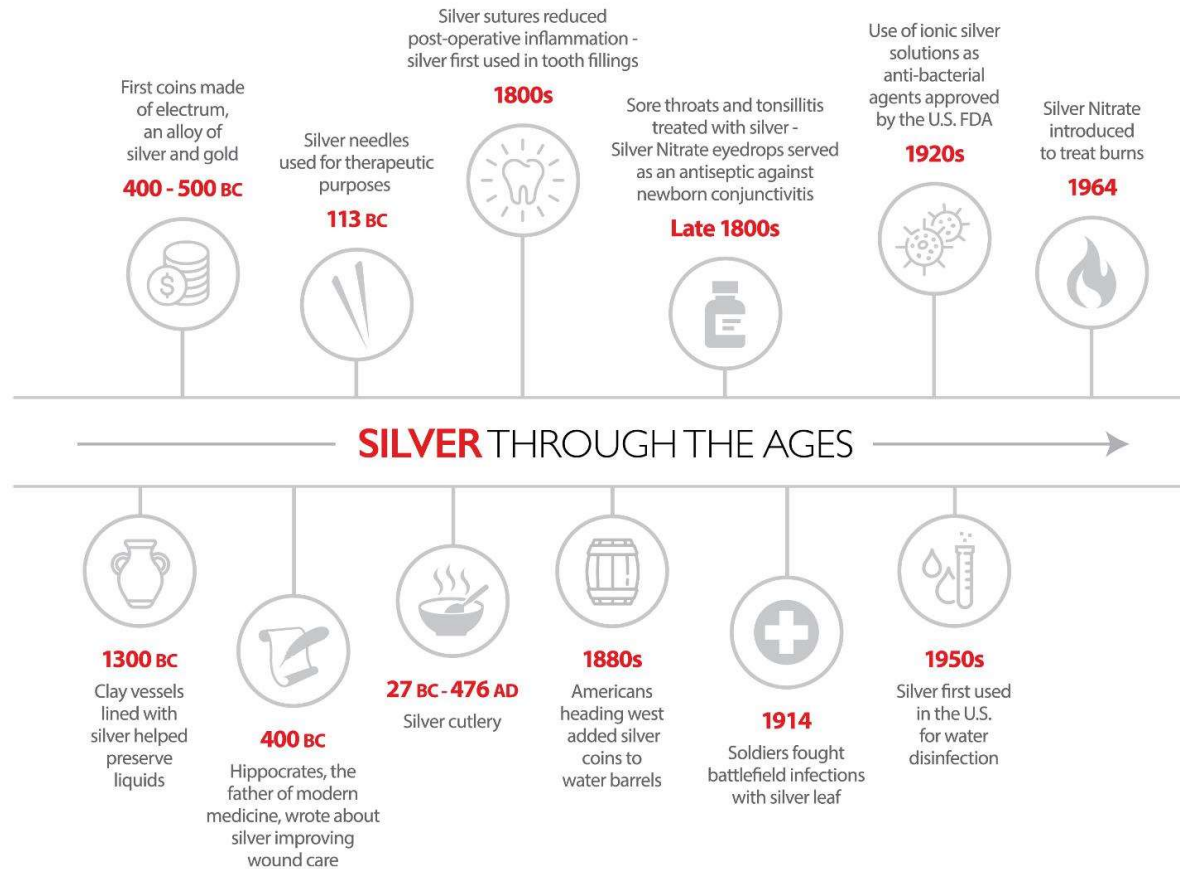 First coins made
of electrum,
an alloy of
silver and gold
400 - 500 BC
Silver needles
used for therapeutic
purposes
113 BC
Silver sutures reduced
post-operative inflammation -
silver first used in tooth fillings
1800s
Sore throats and tonsillitis
treated with silver -
Silver Nitrate eyedrops served
as an antiseptic against
newborn conjunctivitis
Late 1800s
Use of ionic silver
solutions as
anti-bacterial
agents approved
by the U.S. FDA
1920s
Silver Nitrate
introduced
to treat burns
1964
$
SILVER THROUGH THE AGES
1300 BC
Clay vessels
lined with
silver helped
preserve
liquids
400 BC
Hippocrates, the
father of modern
medicine, wrote about
silver improving
wound care
27 BC - 476 AD
Silver cutlery
1880s
Americans
heading west
added silver
coins to
water barrels
1914
Soldiers fought
battlefield infections
with silver leaf
1950s
Silver first used
in the U.S.
for water
disinfection